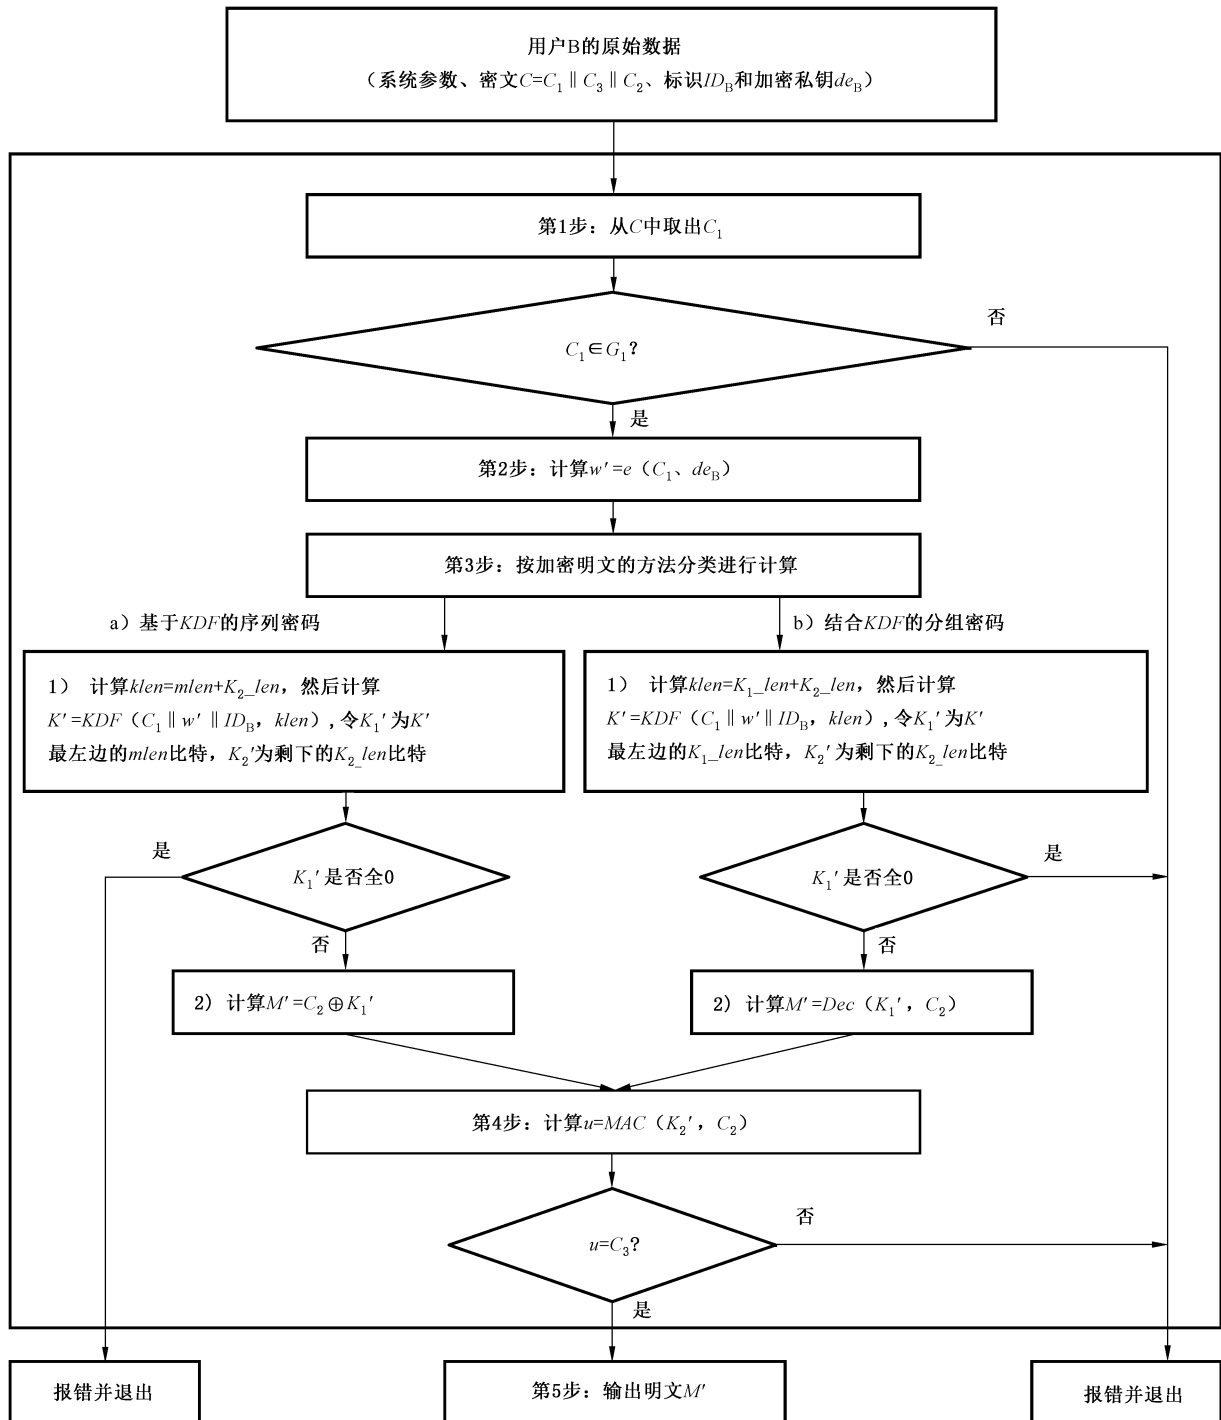 用户B的原始数据
（系统参数、密文C=C₁‖C₃‖C₂、标识ID_B和加密私钥de_B）
第1步：从C中取出C₁
C₁∈G₁?
否
是
第2步：计算w′=e（C₁、de_B）
第3步：按加密明文的方法分类进行计算
a）基于KDF的序列密码
b）结合KDF的分组密码
1） 计算klen=mlen+K₂_len，然后计算
K′=KDF（C₁‖w′‖ID_B，klen）,令K₁′为K′
最左边的mlen比特，K₂′为剩下的K₂_len比特
1） 计算klen=K₁_len+K₂_len，然后计算
K′=KDF（C₁‖w′‖ID_B，klen）,令K₁′为K′
最左边的K₁_len比特，K₂′为剩下的K₂_len比特
是
K₁′是否全0
否
K₁′是否全0
是
否
2）计算M′=C₂⊕K₁′
2）计算M′=Dec（K₁′，C₂）
第4步：计算u=MAC（K₂′，C₂）
u=C₃?
否
是
报错并退出
第5步：输出明文M′
报错并退出